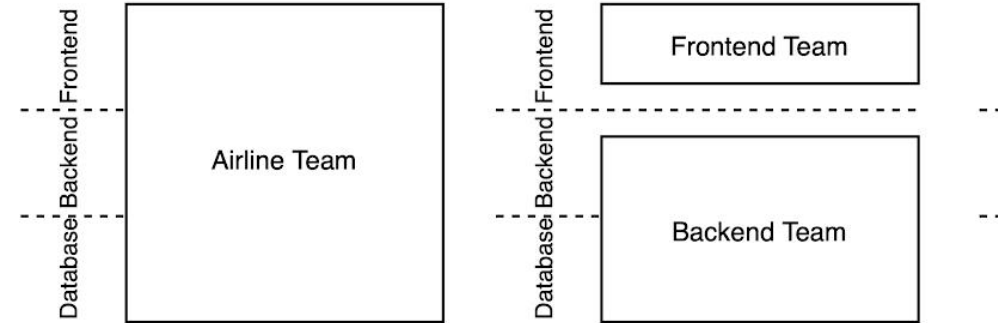 Frontend
Backend
Database
Airline Team
Frontend
Backend
Database
Frontend Team
Backend Team